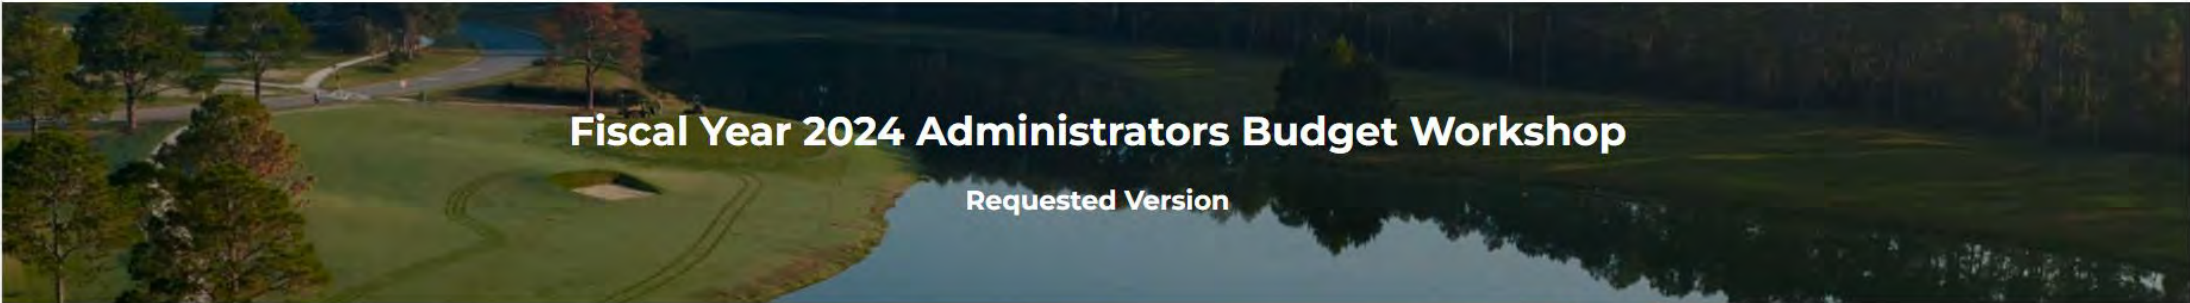 Fiscal Year 2024 Administrators Budget Workshop
Requested Version